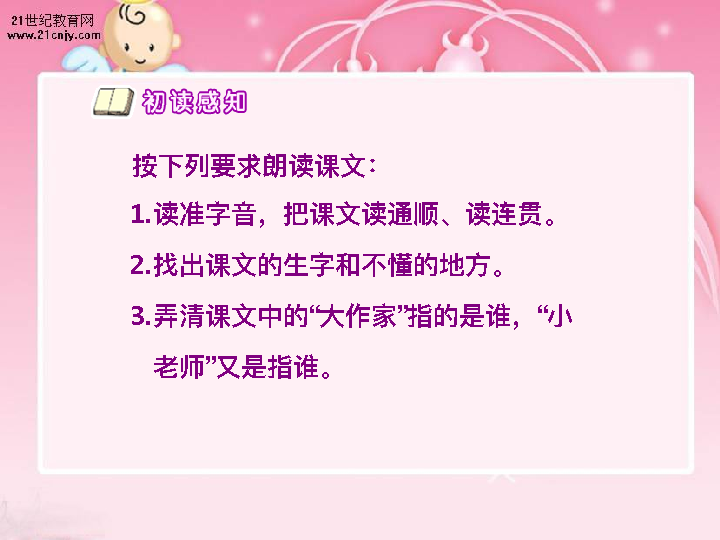 21世纪教育网
www.21cnjy.com
初读感知
按下列要求朗读课文：
1.读准字音，把课文读通顺、读连贯。
2.找出课文的生字和不懂的地方。
3.弄清课文中的“大作家”指的是谁，“小
老师”又是指谁。